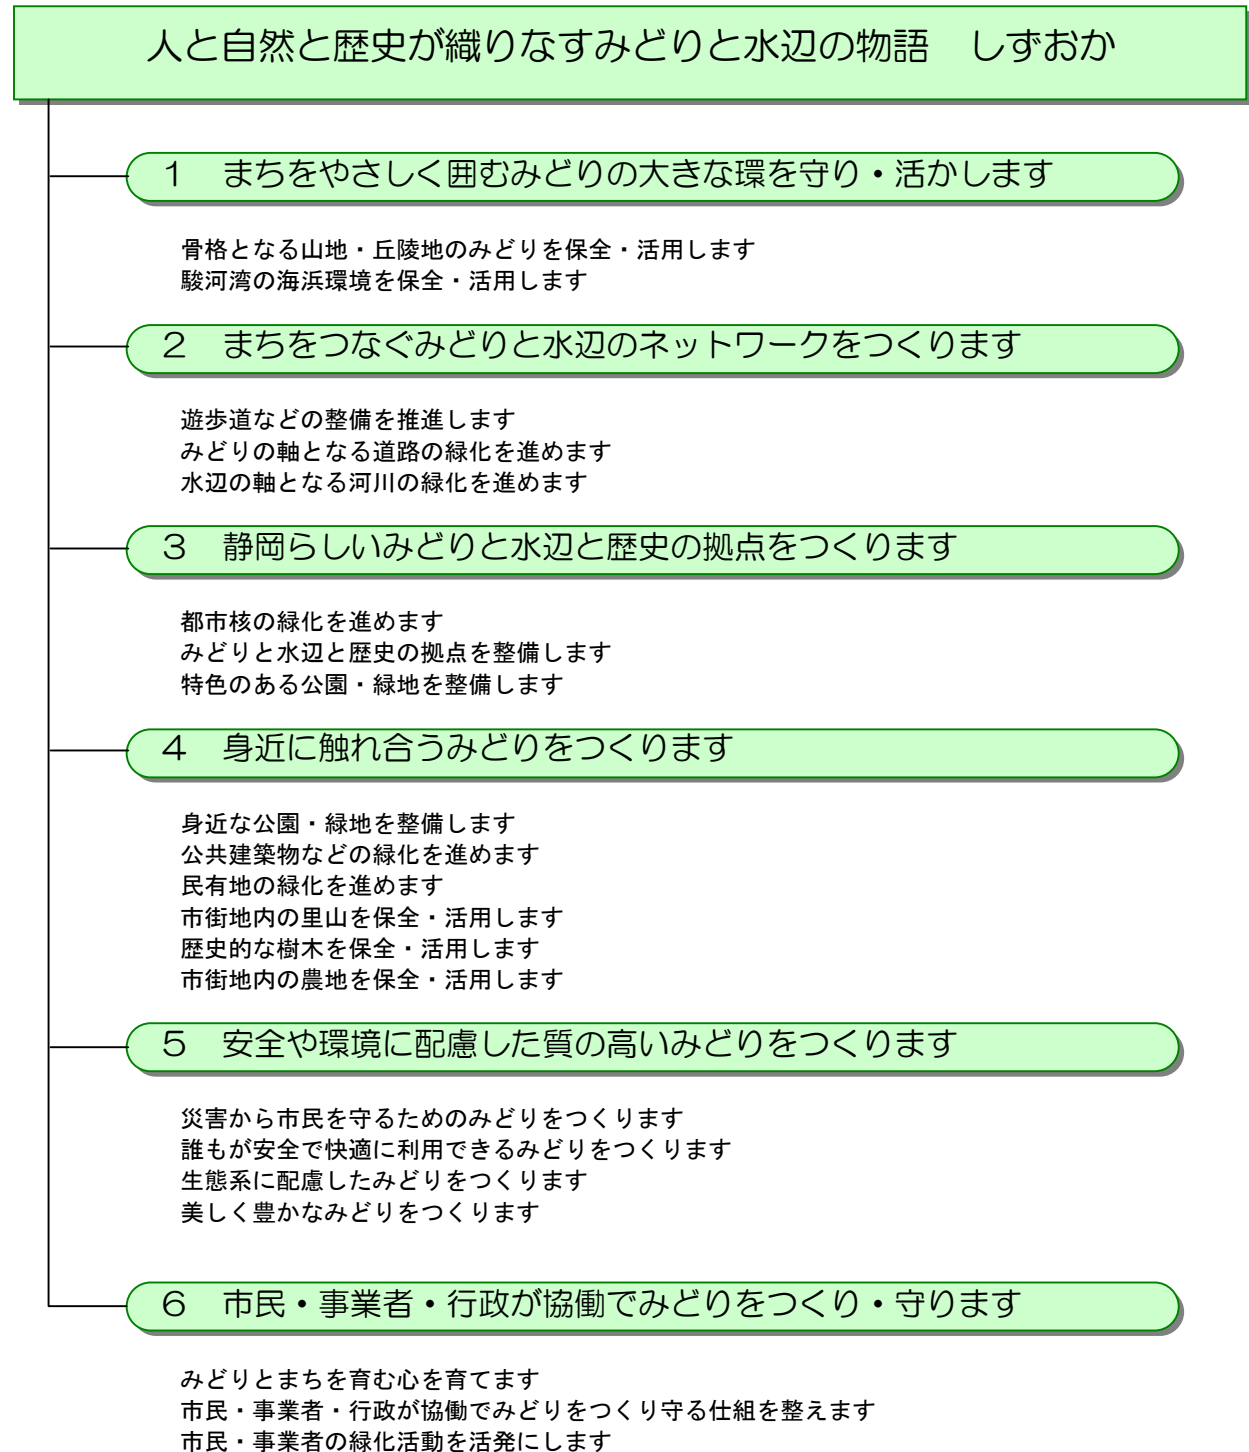 人と自然と歴史が織りなすみどりと水辺の物語　しずおか
１　まちをやさしく囲むみどりの大きな環を守り・活かします
骨格となる山地・丘陵地のみどりを保全・活用します
駿河湾の海浜環境を保全・活用します
２　まちをつなぐみどりと水辺のネットワークをつくります
遊歩道などの整備を推進します
みどりの軸となる道路の緑化を進めます
水辺の軸となる河川の緑化を進めます
３　静岡らしいみどりと水辺と歴史の拠点をつくります
都市核の緑化を進めます
みどりと水辺と歴史の拠点を整備します
特色のある公園・緑地を整備します
４　身近に触れ合うみどりをつくります
身近な公園・緑地を整備します
公共建築物などの緑化を進めます
民有地の緑化を進めます
市街地内の里山を保全・活用します
歴史的な樹木を保全・活用します
市街地内の農地を保全・活用します
５　安全や環境に配慮した質の高いみどりをつくります
災害から市民を守るためのみどりをつくります
誰もが安全で快適に利用できるみどりをつくります
生態系に配慮したみどりをつくります
美しく豊かなみどりをつくります
６　市民・事業者・行政が協働でみどりをつくり・守ります
みどりとまちを育む心を育てます
市民・事業者・行政が協働でみどりをつくり守る仕組を整えます
市民・事業者の緑化活動を活発にします